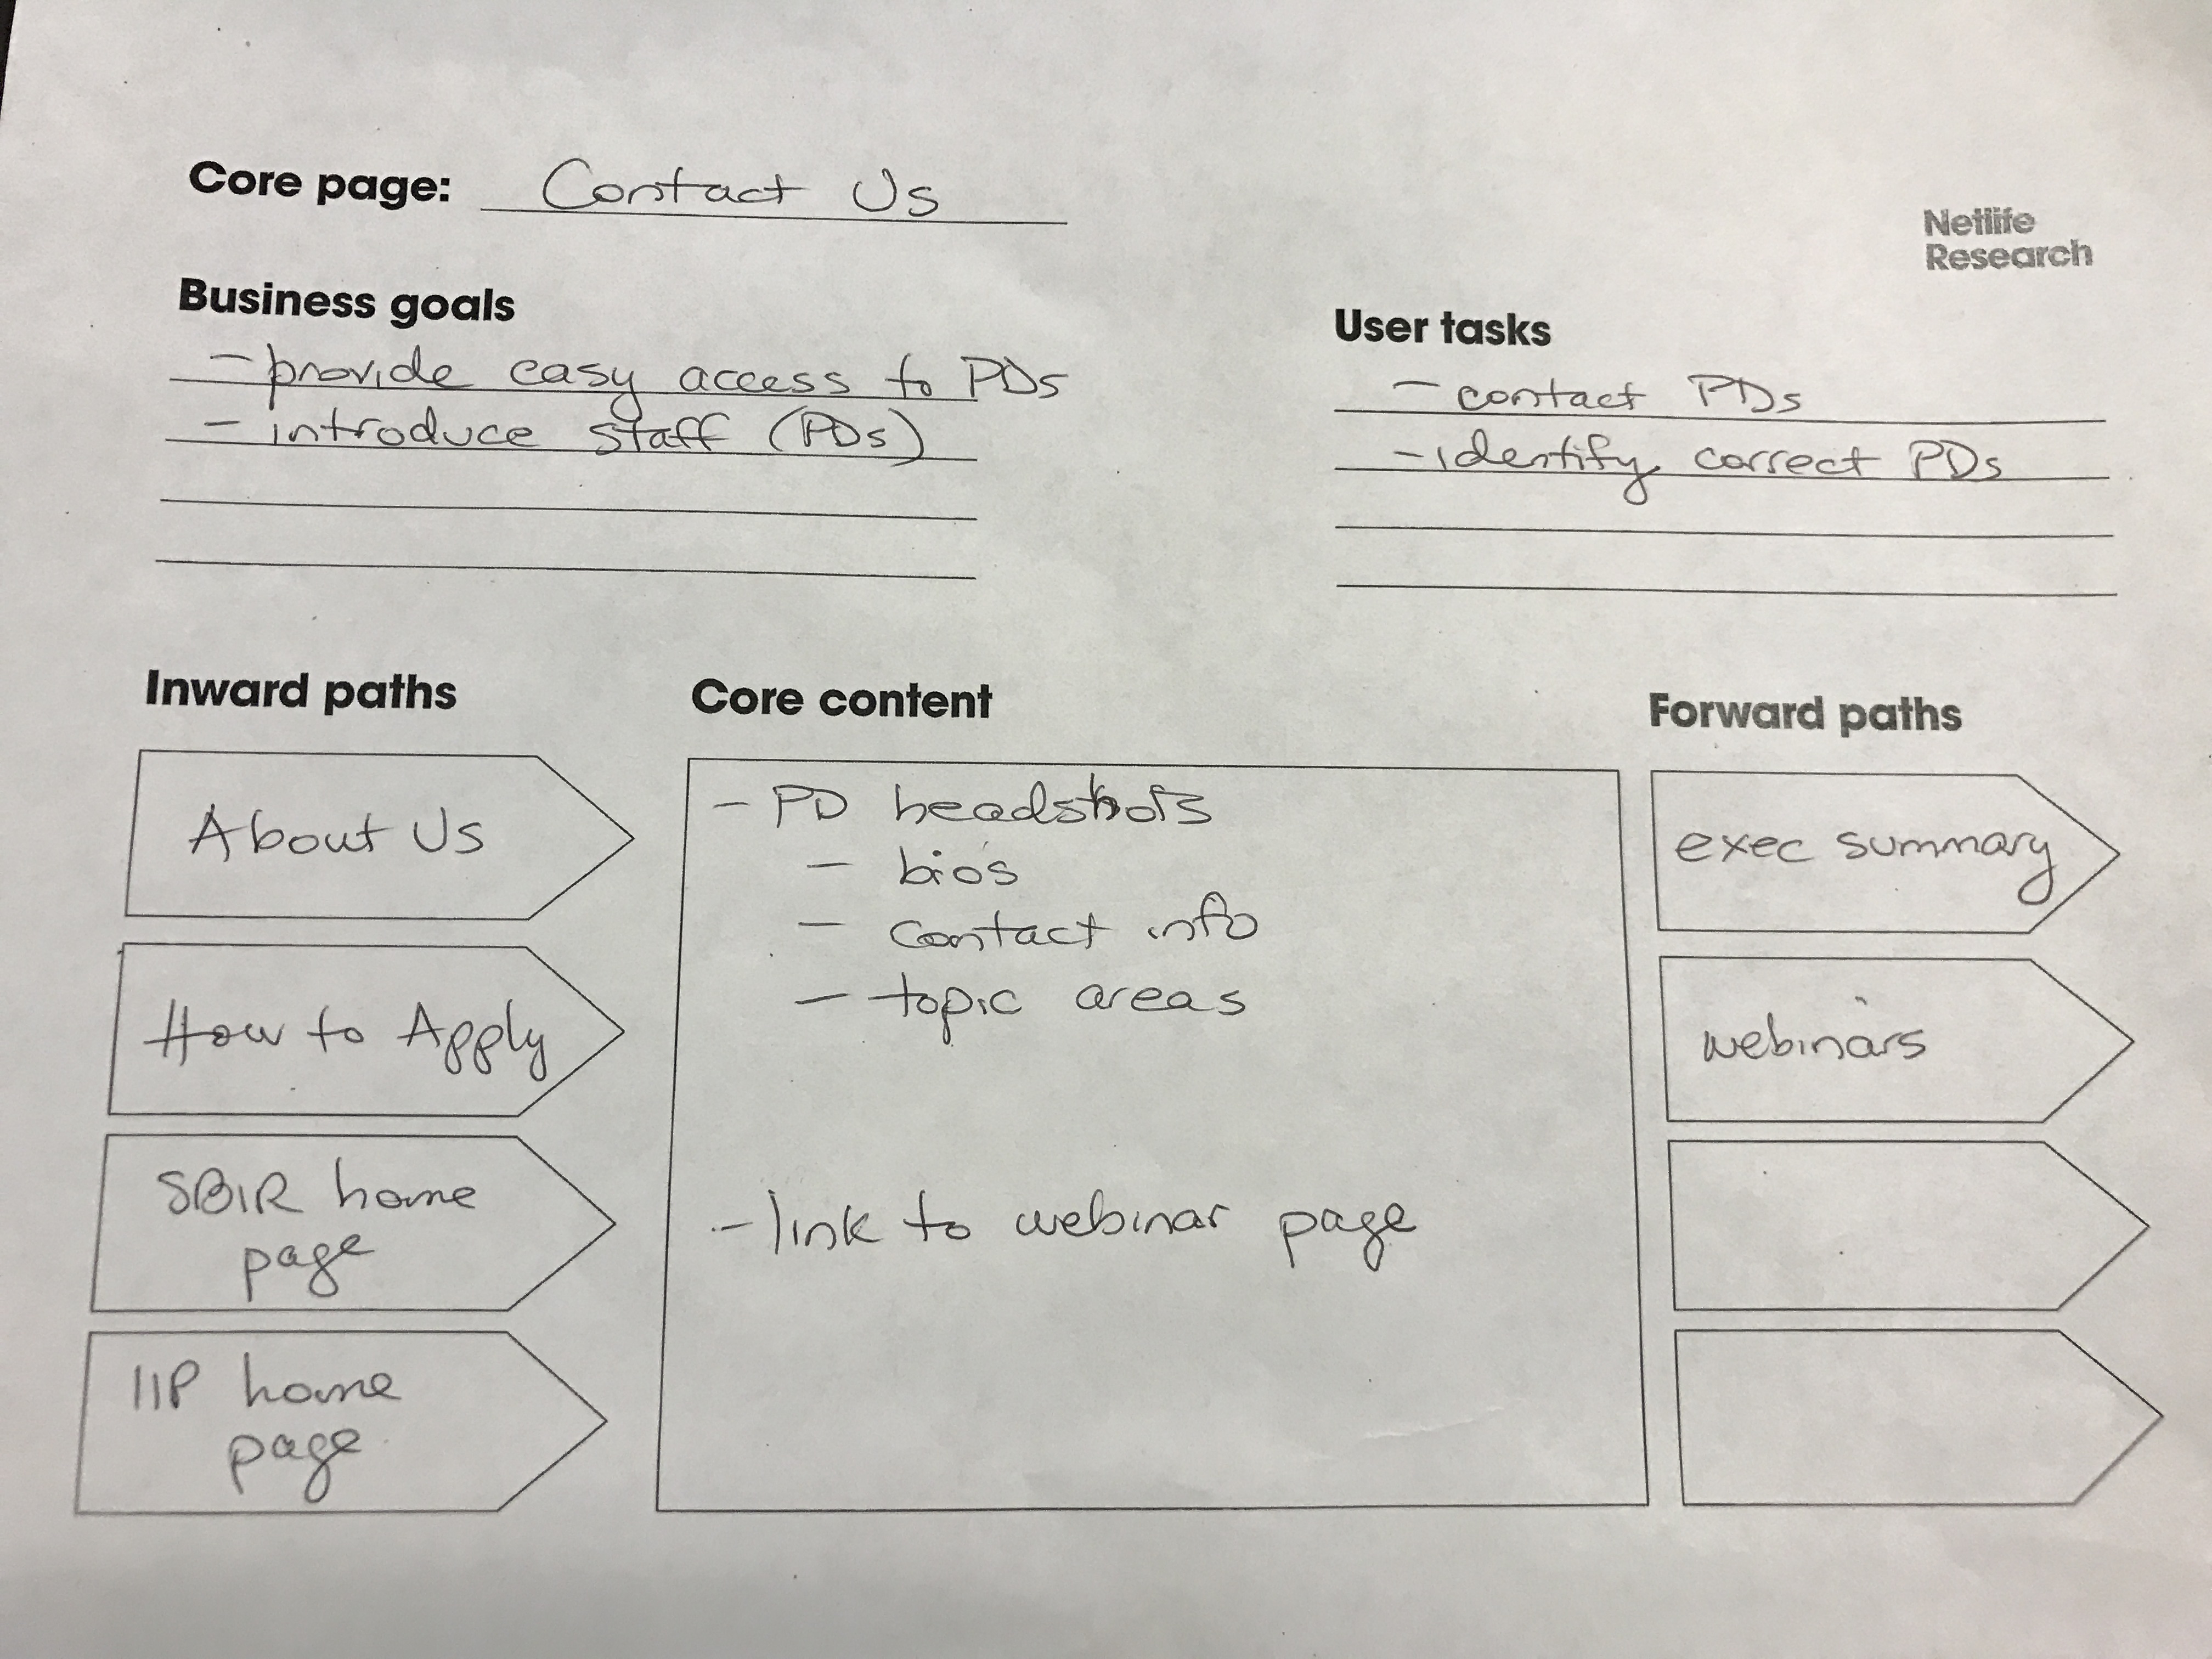 Core page: Contact Us
Netlife
Research
Business goals
- provide easy access to PDs
- introduce staff (PDs)
User tasks
- contact PDs
- identify correct PDs
Inward paths
About Us
How to Apply
SBIR home
page
IIP home
page
Core content
- PD headshots
- bios
- contact info
- topic areas
- link to webinar page
Forward paths
exec summary
webinars